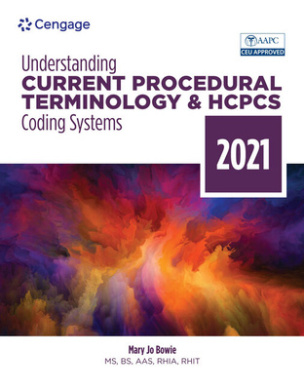 Cengage
AAPC
CEU APPROVED
Understanding
CURRENT PROCEDURAL
TERMINOLOGY & HCPCS
Coding Systems
2021
Mary Jo Bowie
MS, BS, AAS, RHIA, RHIT